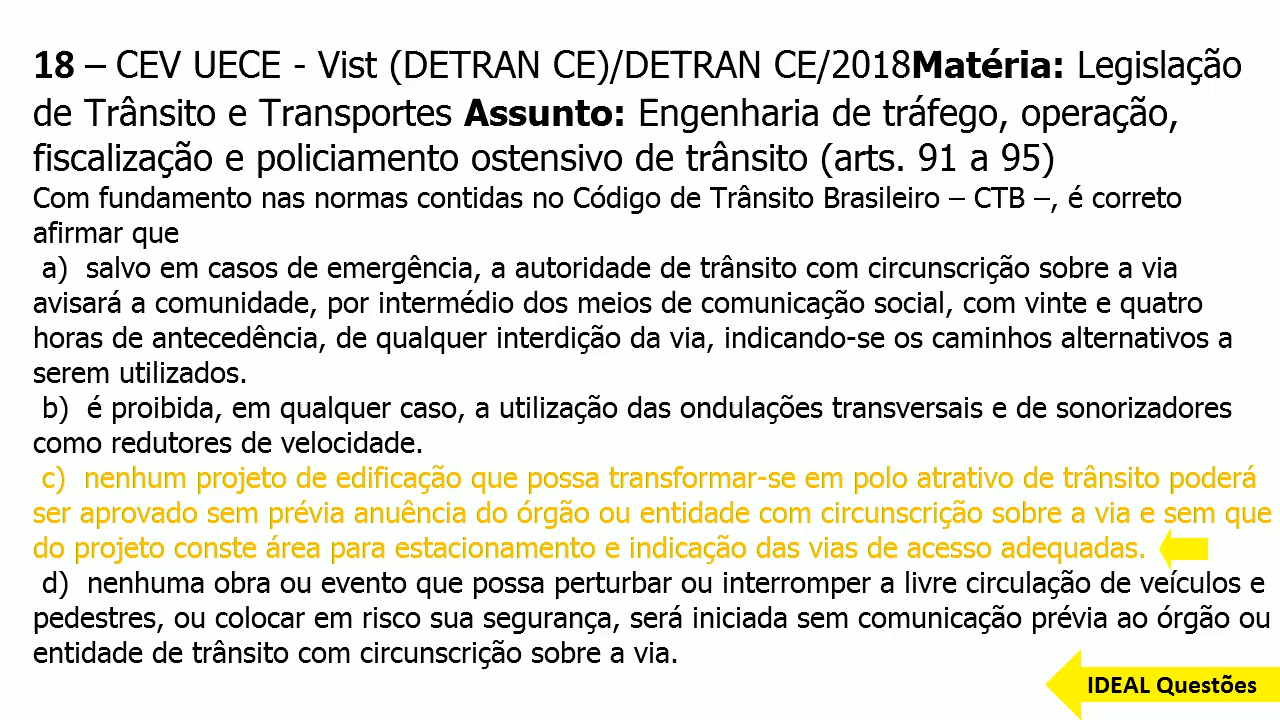 18 – CEV UECE - Vist (DETRAN CE)/DETRAN CE/2018Matéria: Legislação
de Trânsito e Transportes Assunto: Engenharia de tráfego, operação,
fiscalização e policiamento ostensivo de trânsito (arts. 91 a 95)
Com fundamento nas normas contidas no Código de Trânsito Brasileiro – CTB –, é correto
afirmar que
a) salvo em casos de emergência, a autoridade de trânsito com circunscrição sobre a via
avisará a comunidade, por intermédio dos meios de comunicação social, com vinte e quatro
horas de antecedência, de qualquer interdição da via, indicando-se os caminhos alternativos a
serem utilizados.
b) é proibida, em qualquer caso, a utilização das ondulações transversais e de sonorizadores
como redutores de velocidade.
c) nenhum projeto de edificação que possa transformar-se em polo atrativo de trânsito poderá
ser aprovado sem prévia anuência do órgão ou entidade com circunscrição sobre a via e sem que
do projeto conste área para estacionamento e indicação das vias de acesso adequadas.
d) nenhuma obra ou evento que possa perturbar ou interromper a livre circulação de veículos e
pedestres, ou colocar em risco sua segurança, será iniciada sem comunicação prévia ao órgão ou
entidade de trânsito com circunscrição sobre a via.
IDEAL Questões